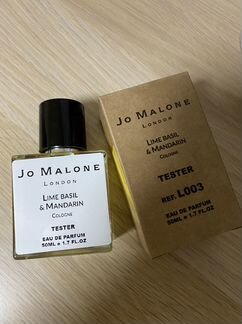 JO MALONE
LONDON
LIME BASIL
& MANDARIN
COLOGNE
TESTER
EAU DE PARFUM
50ML e 1.7 FL.OZ
JO MALONE
LONDON
LIME BASIL
& MANDARIN
COLOGNE
TESTER
REF. L003
EAU DE PARFUM
50ML e 1.7 FL.OZ